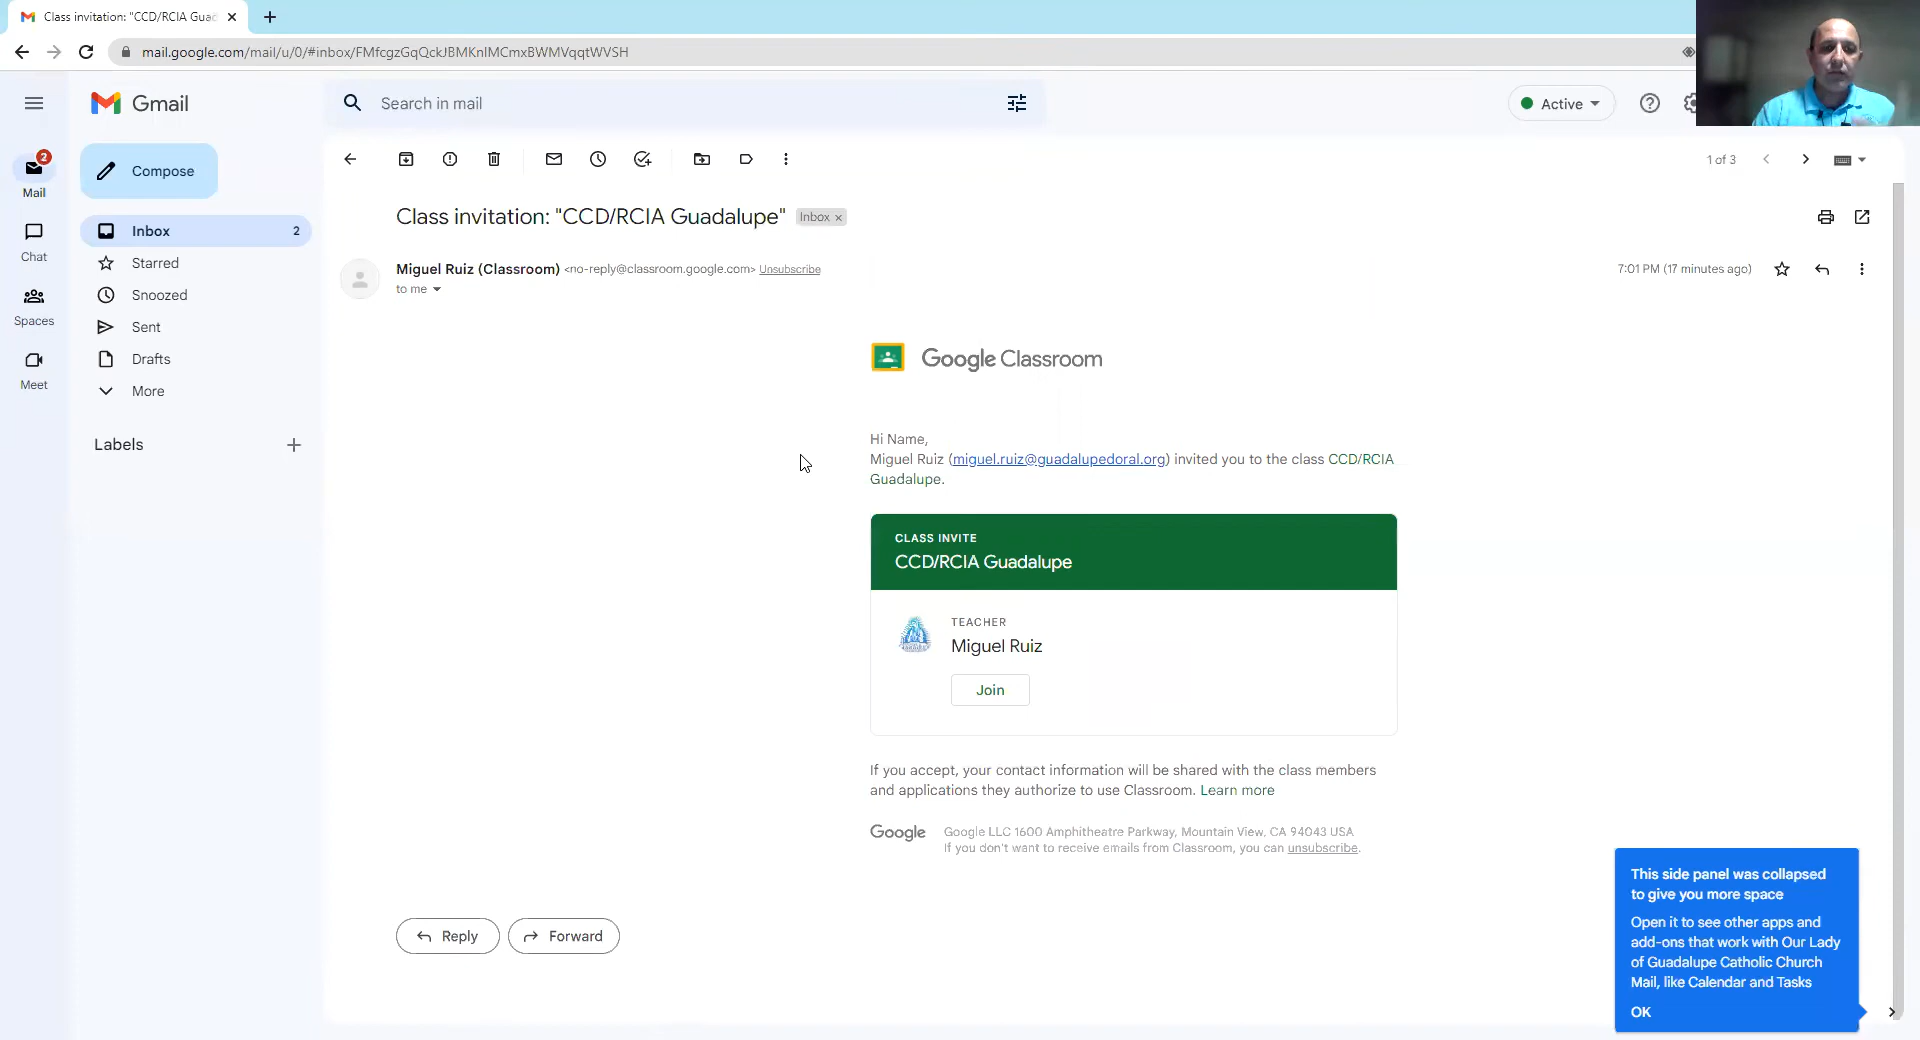 Class invitation: "CCD/RCIA Guad
mail.google.com/mail/u/0/#inbox/FMfcgzGqQckJBMKnlMCmxBWMVqqtWVSH
Gmail
Search in mail
Active
2
Mail
Compose
1 of 3
Chat
Inbox 2
Spaces
Starred
Meet
Snoozed
Sent
Drafts
More
Labels
Class invitation: "CCD/RCIA Guadalupe" Inbox ×
Miguel Ruiz (Classroom) <no-reply@classroom.google.com> Unsubscribe
7:01 PM (17 minutes ago)
to me
Google Classroom
Hi Name,
Miguel Ruiz (miguel.ruiz@guadalupedoral.org) invited you to the class CCD/RCIA
Guadalupe.
CLASS INVITE
CCD/RCIA Guadalupe
TEACHER
Miguel Ruiz
Join
If you accept, your contact information will be shared with the class members
and applications they authorize to use Classroom. Learn more
Google
Google LLC 1600 Amphitheatre Parkway, Mountain View, CA 94043 USA
If you don't want to receive emails from Classroom, you can unsubscribe.
Reply
Forward
This side panel was collapsed
to give you more space
Open it to see other apps and
add-ons that work with Our Lady
of Guadalupe Catholic Church
Mail, like Calendar and Tasks
OK